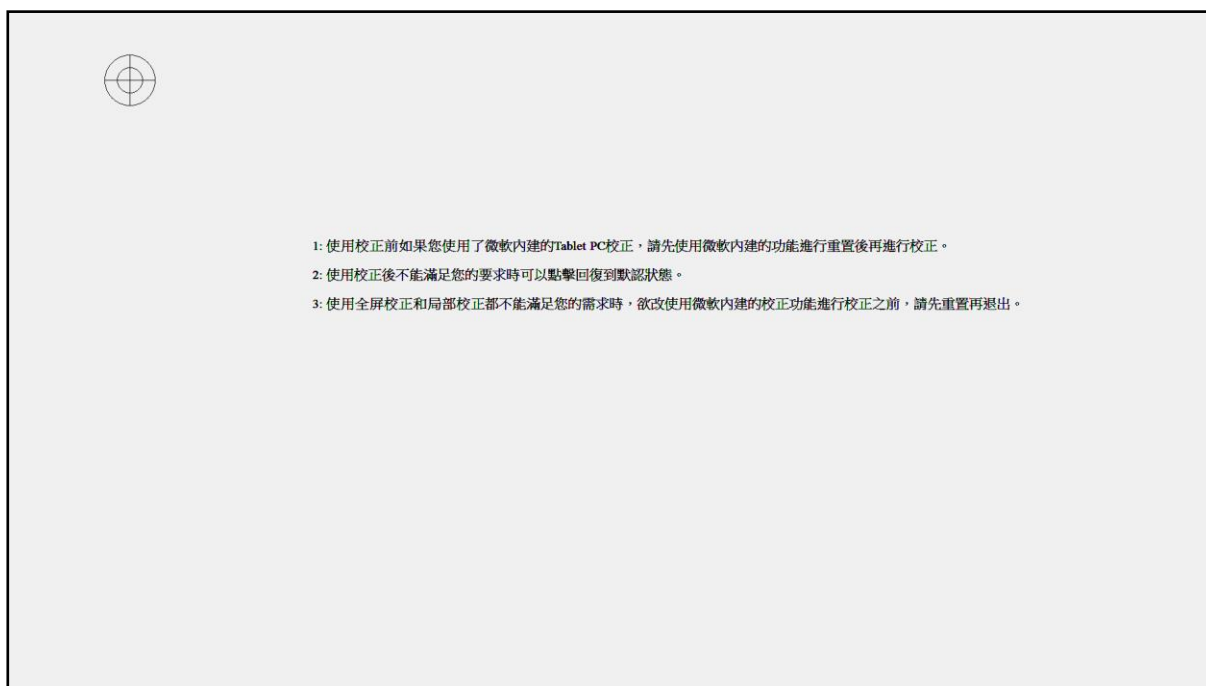 1: 使用校正前如果您使用了微軟內建的Tablet PC校正，請先使用微軟內建的功能進行重置後再進行校正。
2: 使用校正後不能滿足您的要求時可以點擊回復到默認狀態。
3: 使用全屏校正和局部校正都不能滿足您的需求時，欲改使用微軟內建的校正功能進行校正之前，請先重置再退出。